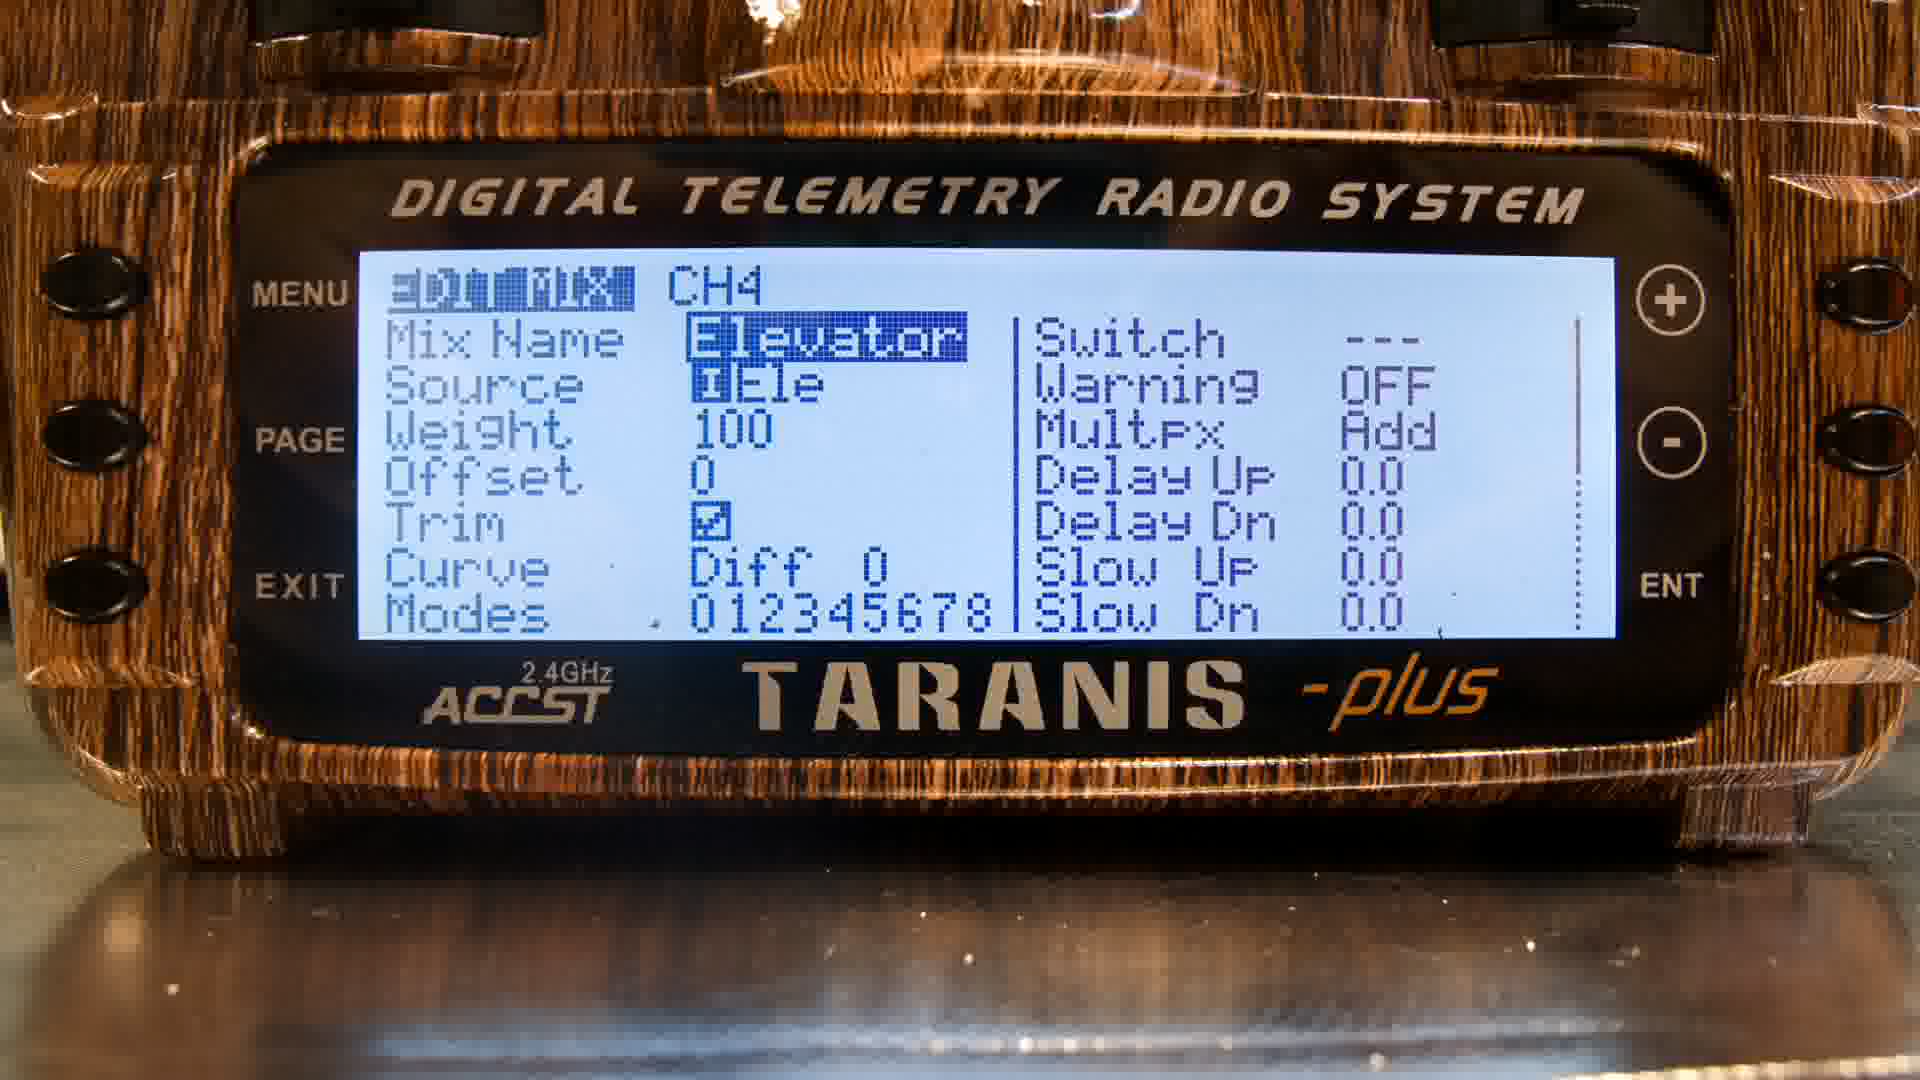 DIGITAL TELEMETRY RADIO SYSTEM
MENU
PAGE
EXIT
EDIT MIX CH4
Mix Name Elevator
Source I Ele
Weight 100
Offset 0
Trim
Curve Diff 0
Modes 012345678
Switch ---
Warning OFF
Multpx Add
Delay Up 0.0
Delay Dn 0.0
Slow Up 0.0
Slow Dn 0.0
+
-
ENT
2.4GHz
ACCST
TARANIS -plus